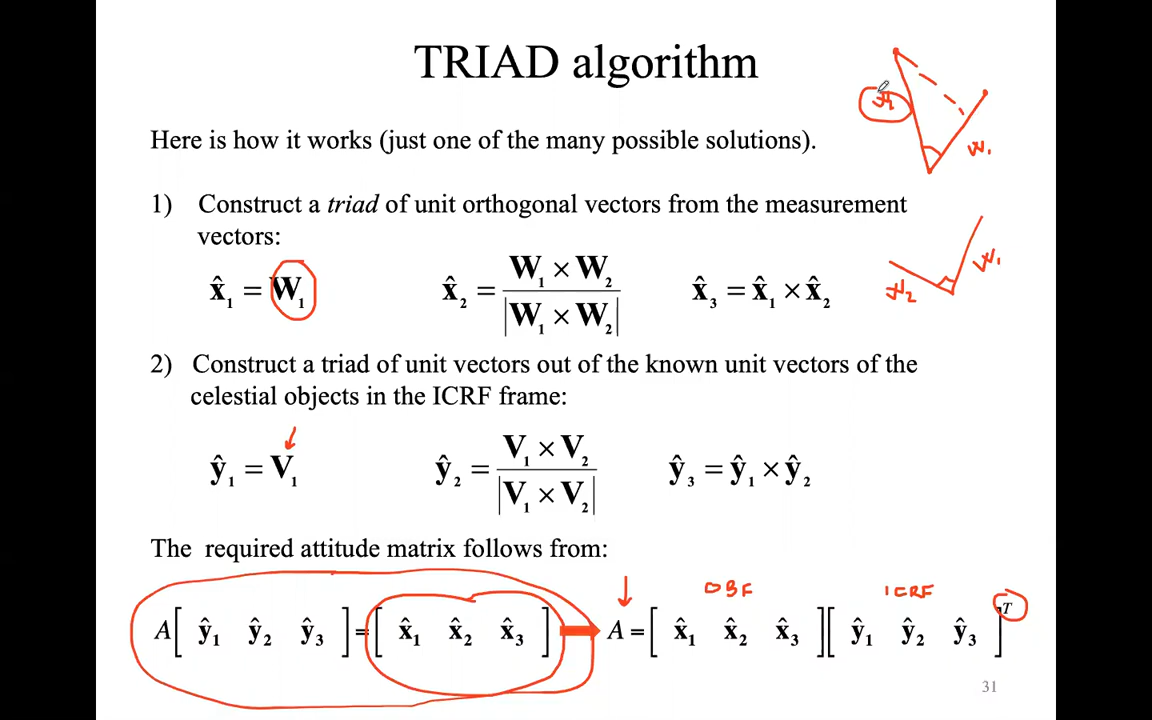 TRIAD algorithm
Here is how it works (just one of the many possible solutions).
W₁
1) Construct a triad of unit orthogonal vectors from the measurement
vectors:
x̂₁ = W₁    x̂₂ = (W₁ × W₂) / |W₁ × W₂|    x̂₃ = x̂₁ × x̂₂
W₁
W₂
2) Construct a triad of unit vectors out of the known unit vectors of the
celestial objects in the ICRF frame:
ŷ₁ = V₁    ŷ₂ = (V₁ × V₂) / |V₁ × V₂|    ŷ₃ = ŷ₁ × ŷ₂
The required attitude matrix follows from:
OBF    ICRF
A[ ŷ₁ ŷ₂ ŷ₃ ] = [ x̂₁ x̂₂ x̂₃ ] ➡ A = [ x̂₁ x̂₂ x̂₃ ][ ŷ₁ ŷ₂ ŷ₃ ]ᵀ
31